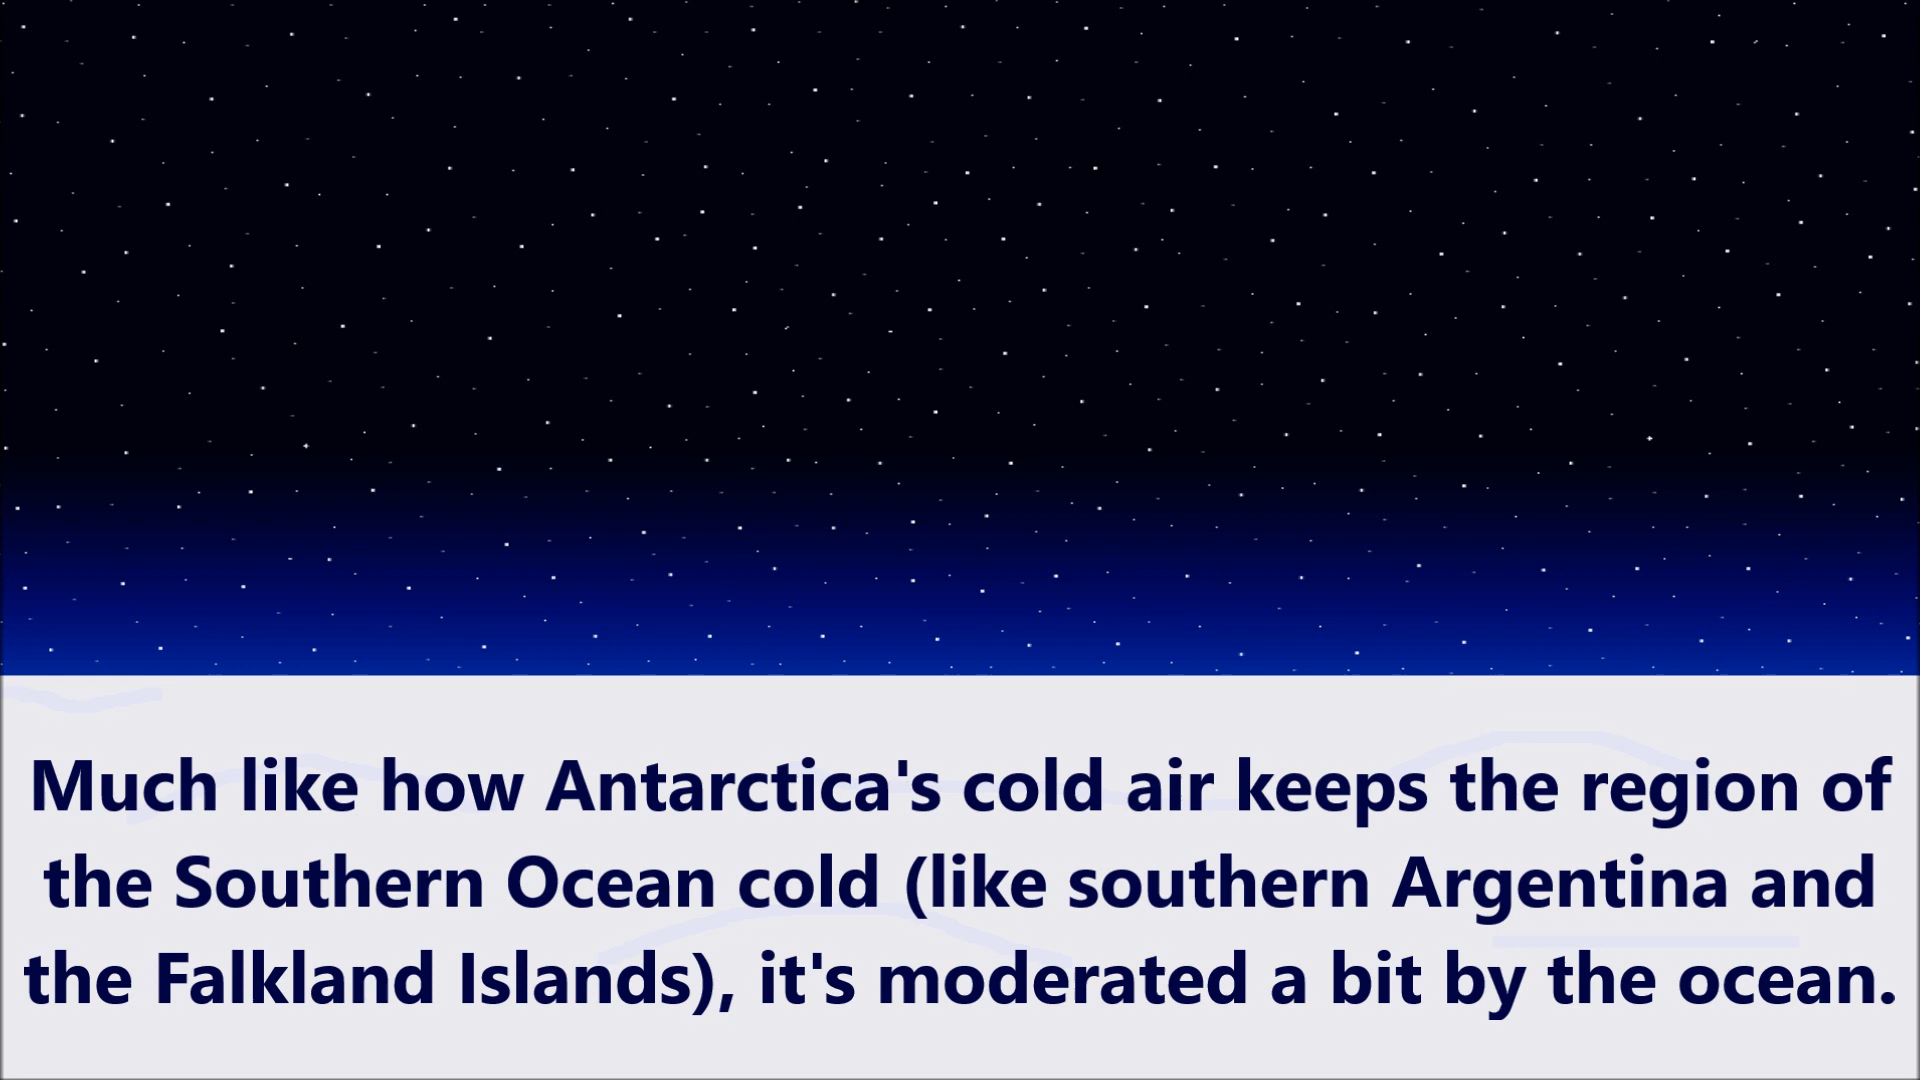 Much like how Antarctica's cold air keeps the region of
the Southern Ocean cold (like southern Argentina and
the Falkland Islands), it's moderated a bit by the ocean.